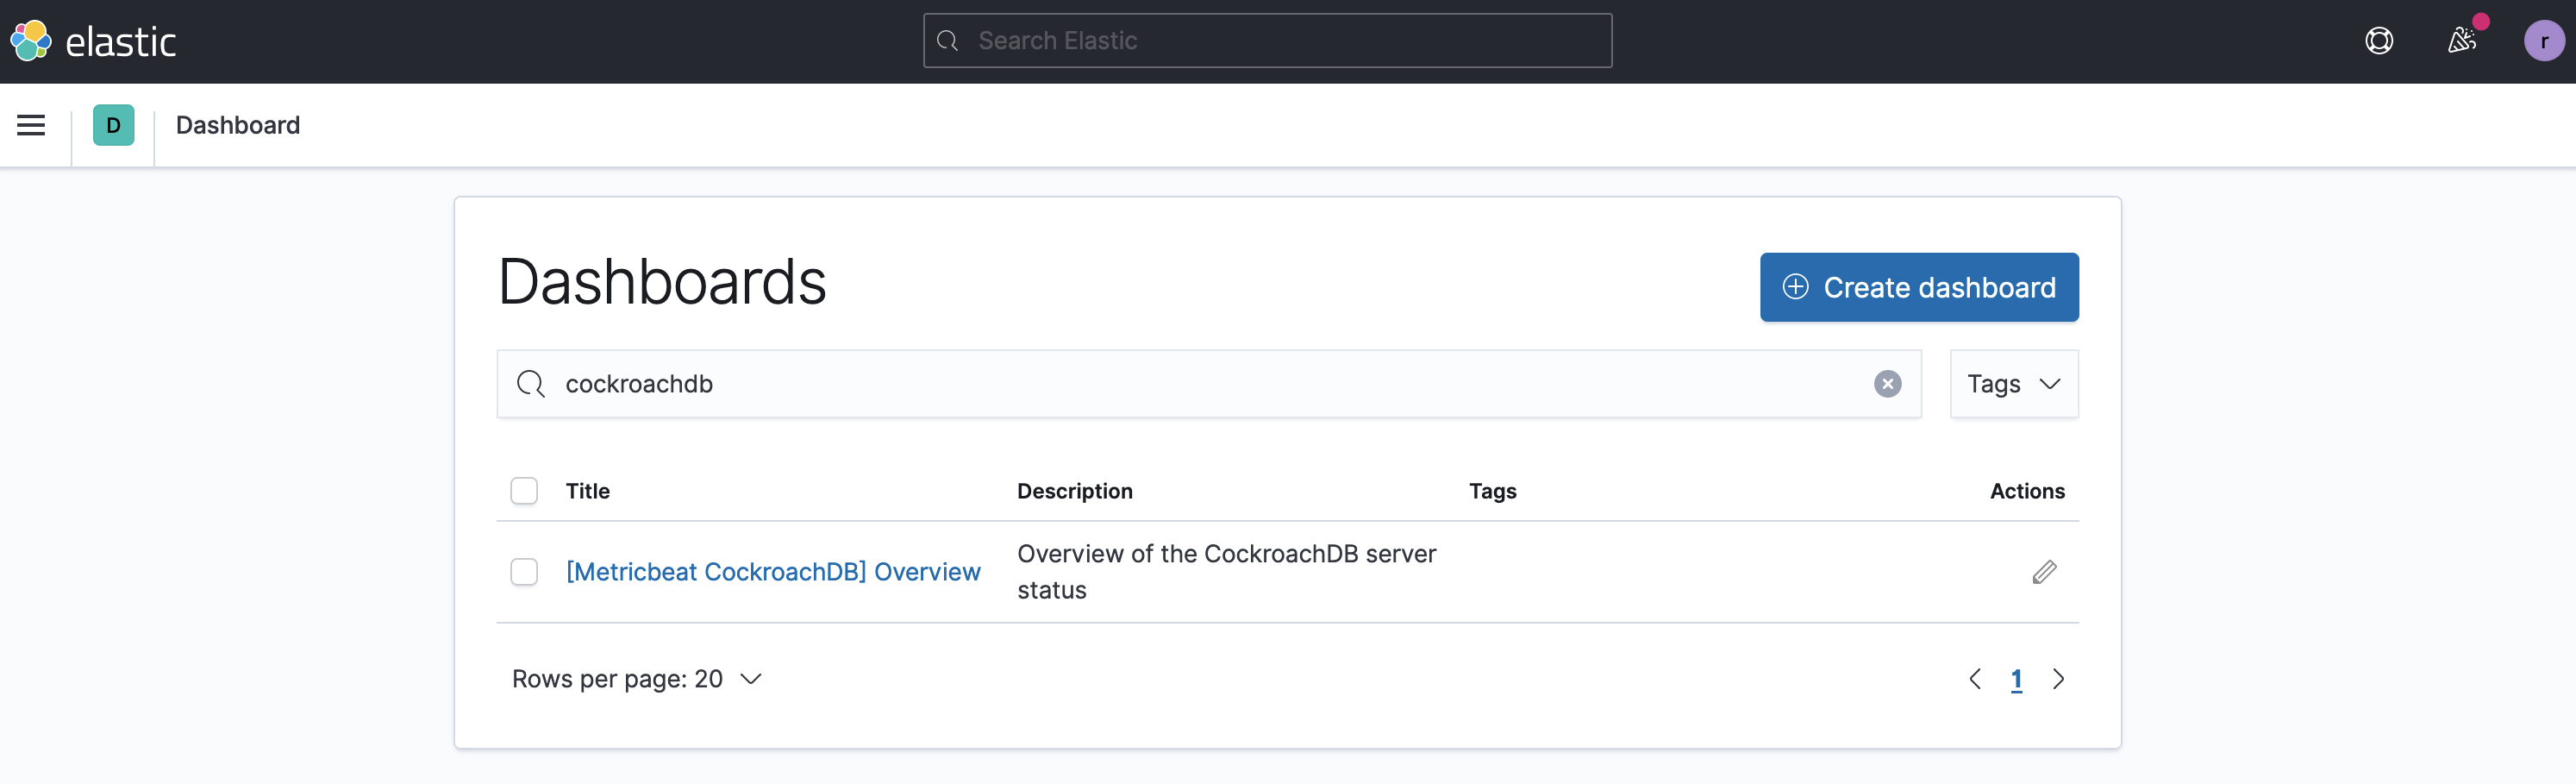 elastic
Search Elastic
r
D
Dashboard
Dashboards
Create dashboard
cockroachdb
Tags
Title Description Tags Actions
[Metricbeat CockroachDB] Overview
Overview of the CockroachDB server
status
Rows per page: 20
1